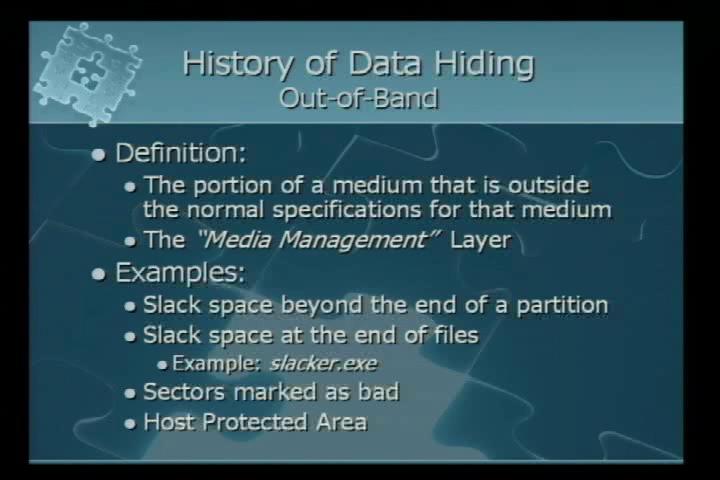 History of Data Hiding
Out-of-Band
Definition:
The portion of a medium that is outside
the normal specifications for that medium
The “Media Management” Layer
Examples:
Slack space beyond the end of a partition
Slack space at the end of files
Example: slacker.exe
Sectors marked as bad
Host Protected Area